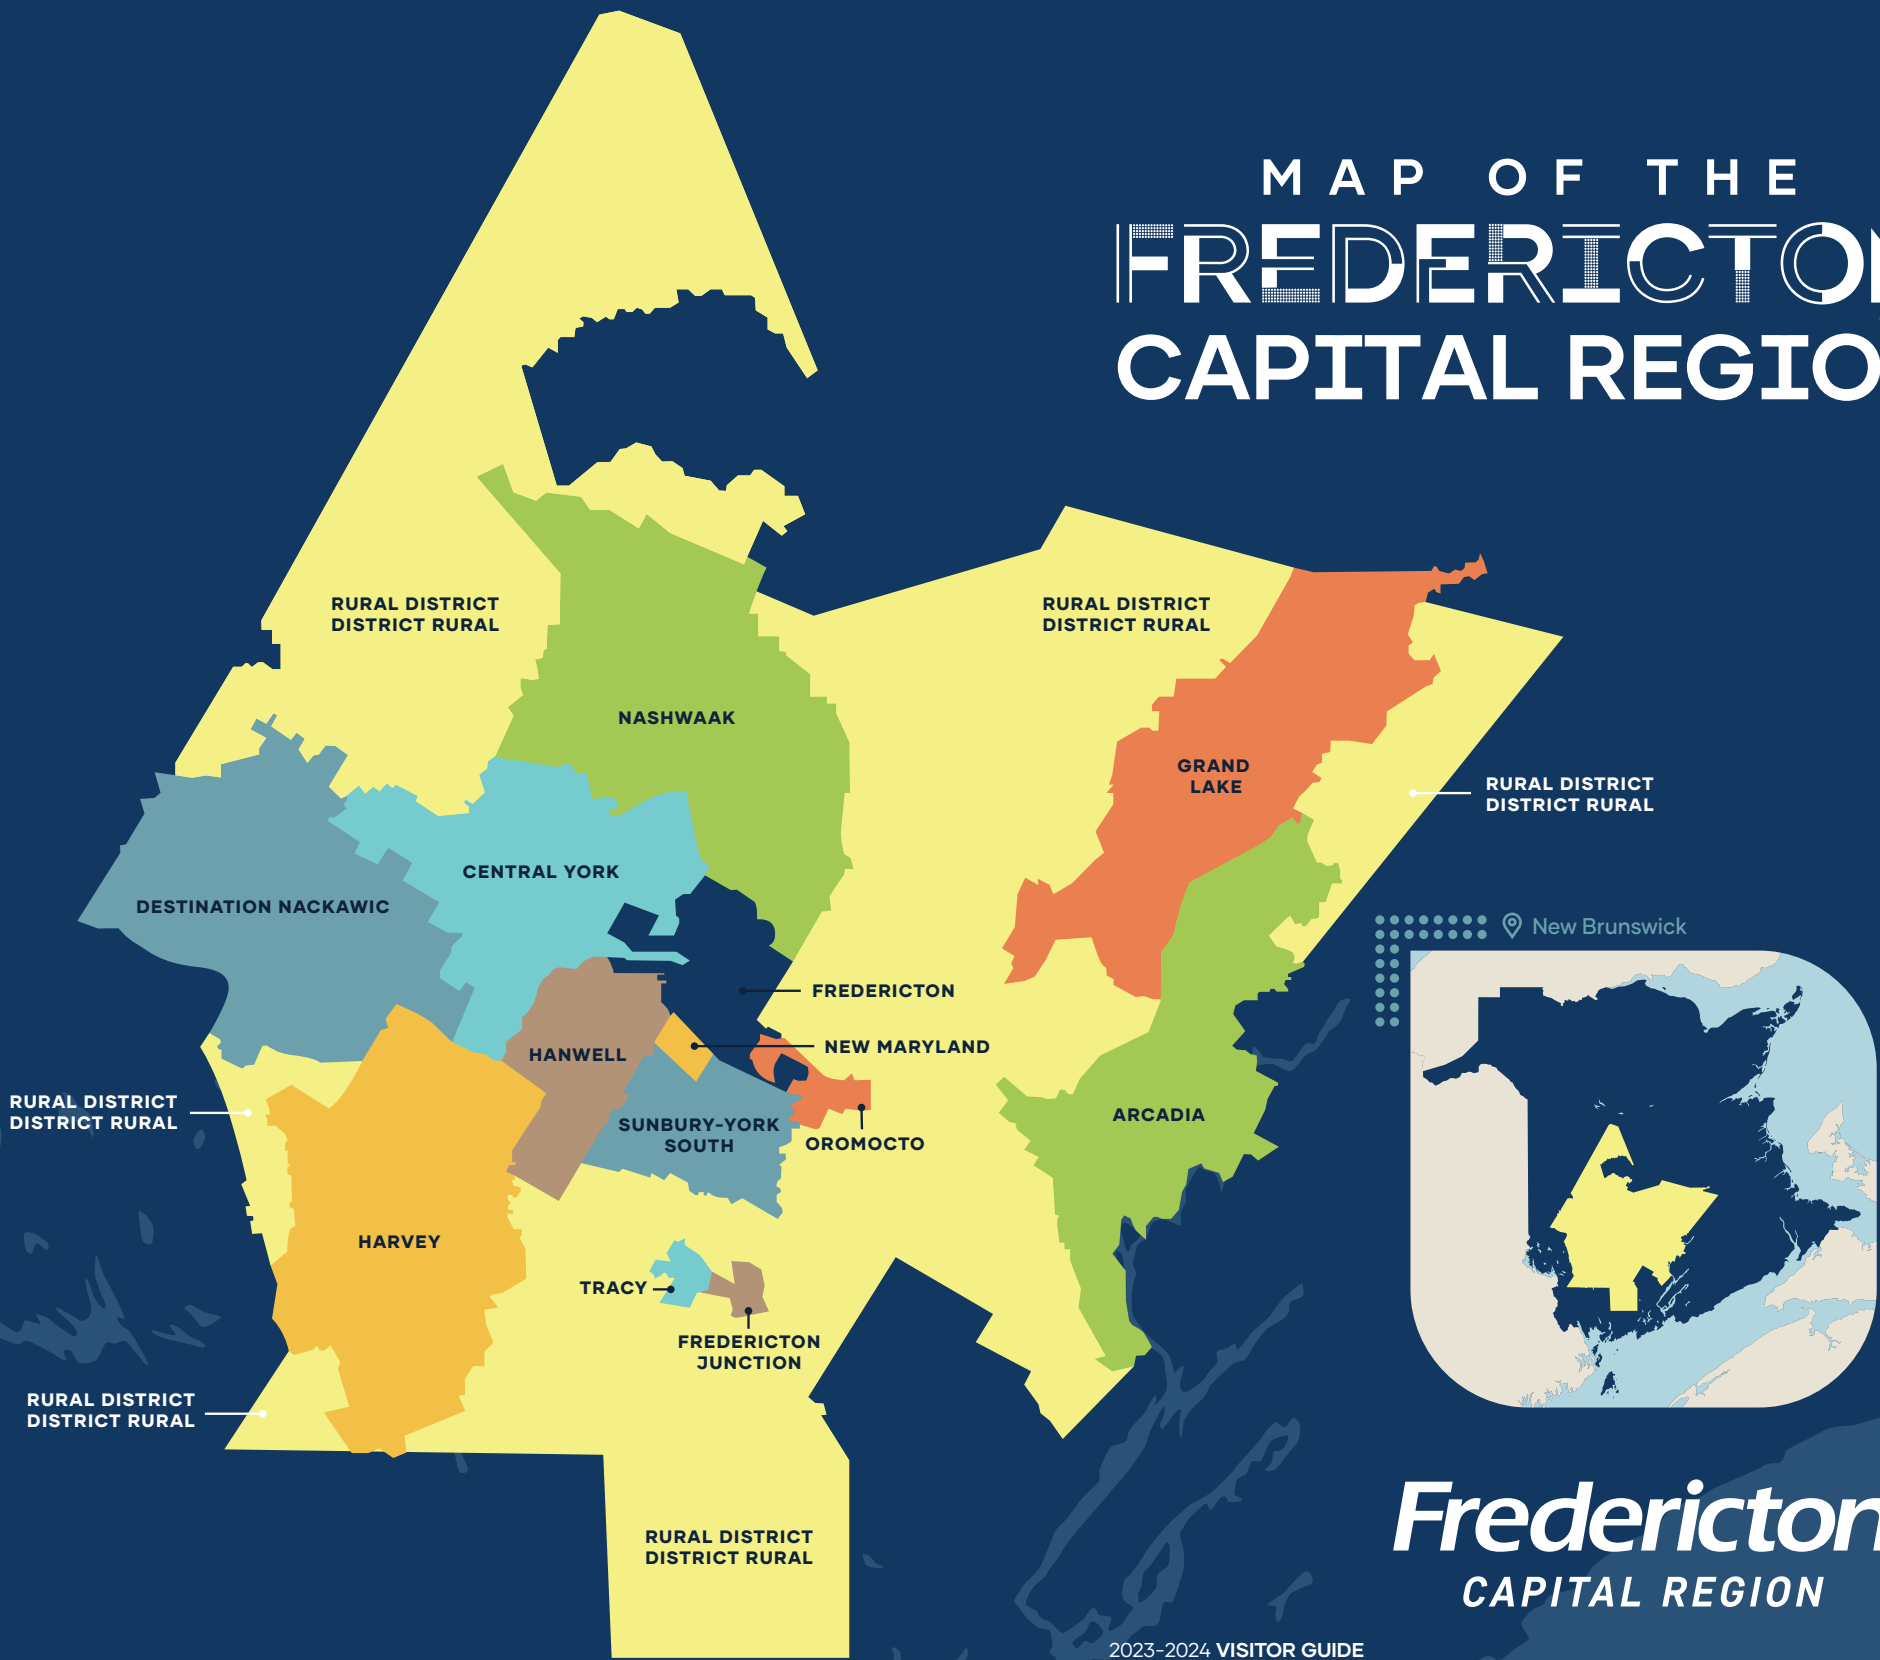 MAP OF THE
FREDERICTON
CAPITAL REGIO
RURAL DISTRICT
DISTRICT RURAL
RURAL DISTRICT
DISTRICT RURAL
NASHWAAK
GRAND
LAKE
RURAL DISTRICT
DISTRICT RURAL
CENTRAL YORK
DESTINATION NACKAWIC
New Brunswick
FREDERICTON
NEW MARYLAND
HANWELL
RURAL DISTRICT
DISTRICT RURAL
SUNBURY-YORK
SOUTH
OROMOCTO
ARCADIA
HARVEY
TRACY
FREDERICTON
JUNCTION
RURAL DISTRICT
DISTRICT RURAL
RURAL DISTRICT
DISTRICT RURAL
Fredericton
CAPITAL REGION
2023-2024 VISITOR GUIDE